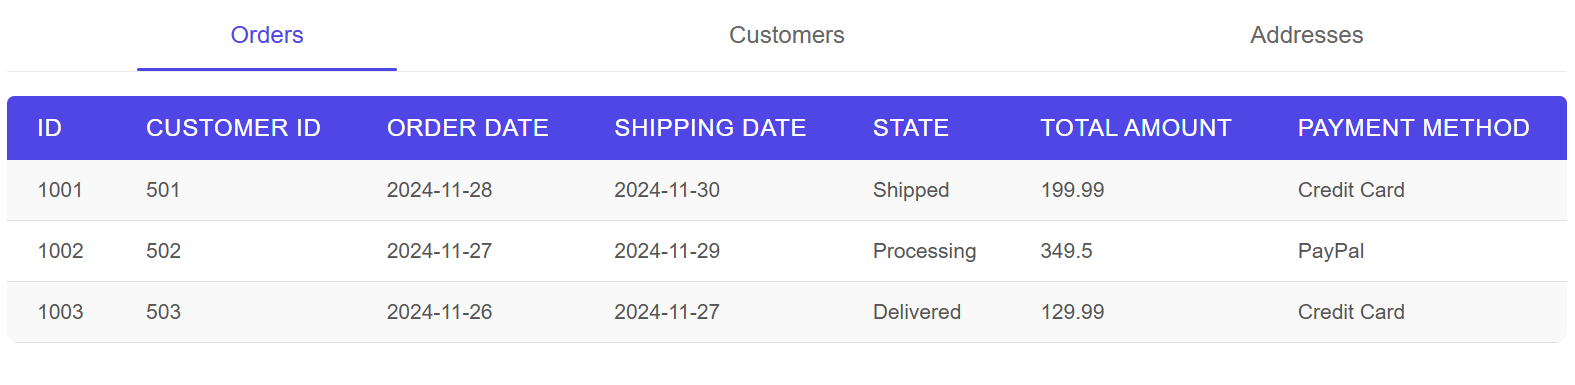 Orders Customers Addresses
ID CUSTOMER ID ORDER DATE SHIPPING DATE STATE TOTAL AMOUNT PAYMENT METHOD
1001 501 2024-11-28 2024-11-30 Shipped 199.99 Credit Card
1002 502 2024-11-27 2024-11-29 Processing 349.5 PayPal
1003 503 2024-11-26 2024-11-27 Delivered 129.99 Credit Card